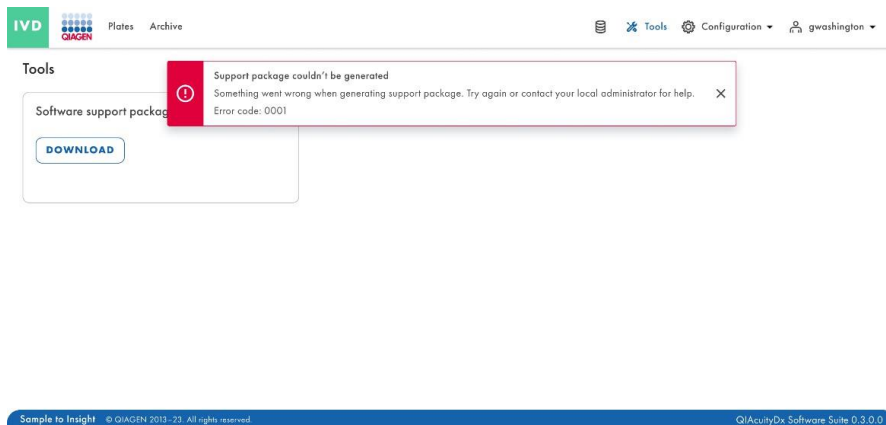 IVD QIAGEN Plates Archive Tools Configuration gwashington
Tools
Support package couldn't be generated
Something went wrong when generating support package. Try again or contact your local administrator for help.
Error code: 0001
Software support packag
DOWNLOAD
Sample to Insight © QIAGEN 2013–23. All rights reserved. QIAcuityDx Software Suite 0.3.0.0